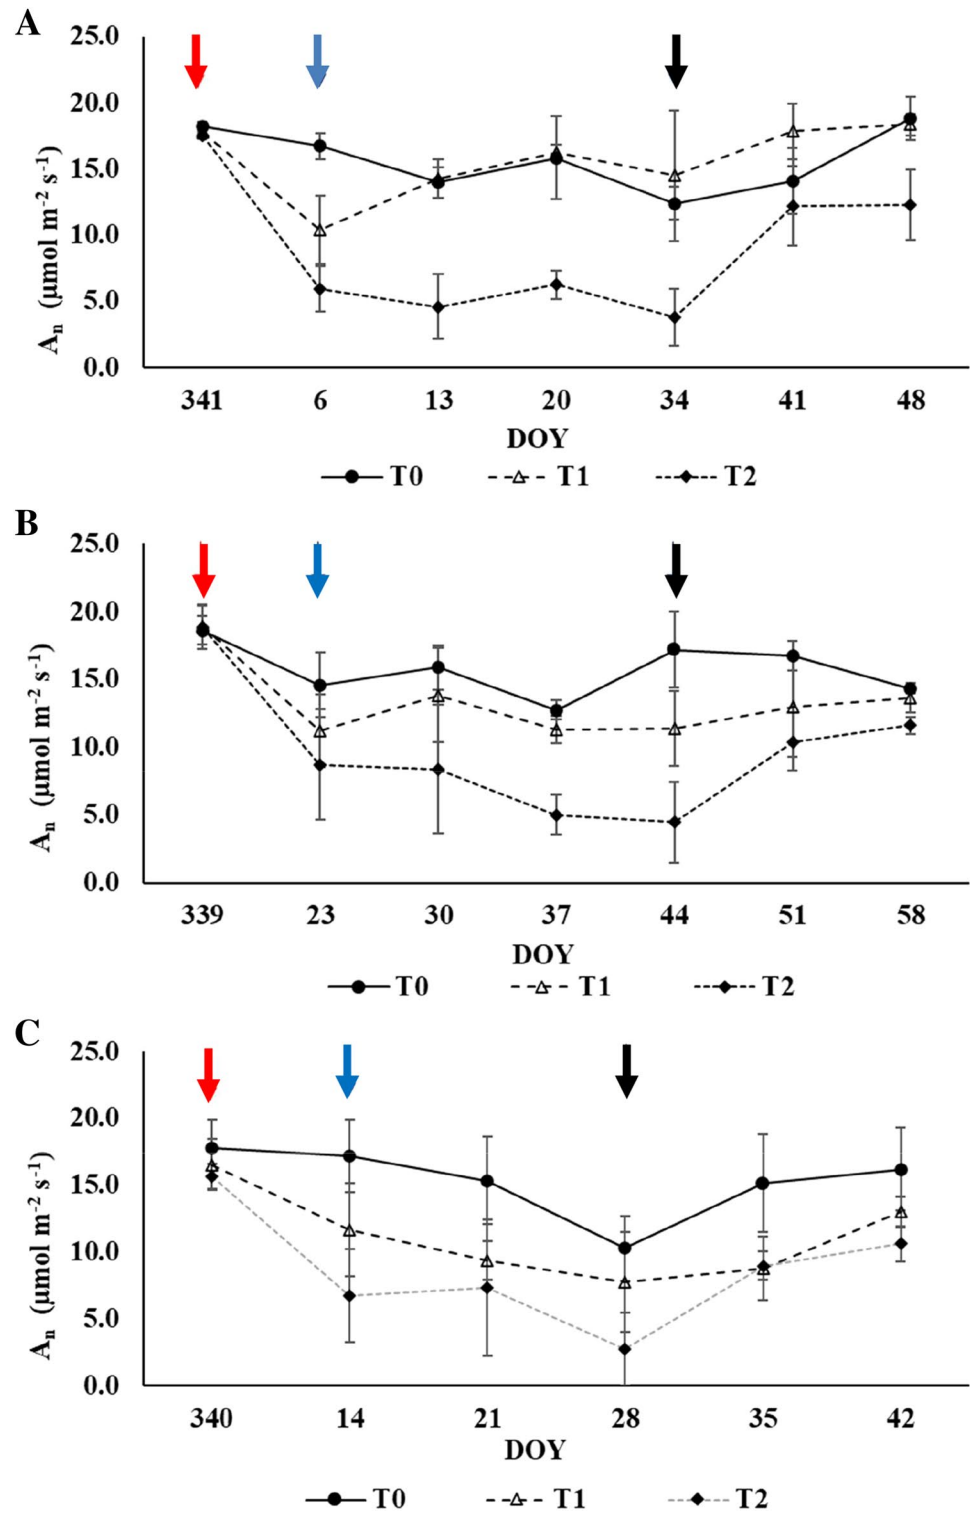 A
25.0
20.0
15.0
10.0
5.0
0.0
Aₙ (µmol m⁻² s⁻¹)
341 6 13 20 34 41 48
DOY
T0 T1 T2
B
25.0
20.0
15.0
10.0
5.0
0.0
Aₙ (µmol m⁻² s⁻¹)
339 23 30 37 44 51 58
DOY
T0 T1 T2
C
25.0
20.0
15.0
10.0
5.0
0.0
Aₙ (µmol m⁻² s⁻¹)
340 14 21 28 35 42
DOY
T0 T1 T2